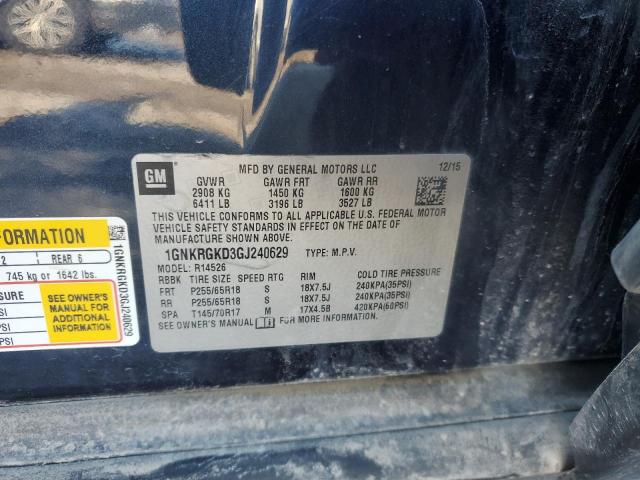 GM
MFD BY GENERAL MOTORS LLC 12/15
GVWR GAWR FRT GAWR RR
2908 KG 1450 KG 1600 KG
6411 LB 3196 LB 3527 LB
THIS VEHICLE CONFORMS TO ALL APPLICABLE U.S. FEDERAL MOTOR
VEHICLE SAFETY STANDARDS IN EFFECT ON THE DATE OF
MANUFACTURE SHOWN ABOVE.
1GNKRGKD3GJ240629 TYPE: M.P.V.
MODEL: R14526
RBBK TIRE SIZE SPEED RTG RIM COLD TIRE PRESSURE
FRT P255/65R18 S 18X7.5J 240KPA(35PSI)
RR P255/65R18 S 18X7.5J 240KPA(35PSI)
SPA T145/70R17 M 17X4.5B 420KPA(60PSI)
SEE OWNER'S MANUAL FOR MORE INFORMATION.
FORMATION
2 REAR 6
745 kg or 1642 lbs.
SURE
SEE OWNER'S
MANUAL FOR
ADDITIONAL
INFORMATION
PSI
PSI
PSI
1GNKRGKD3GJ240629